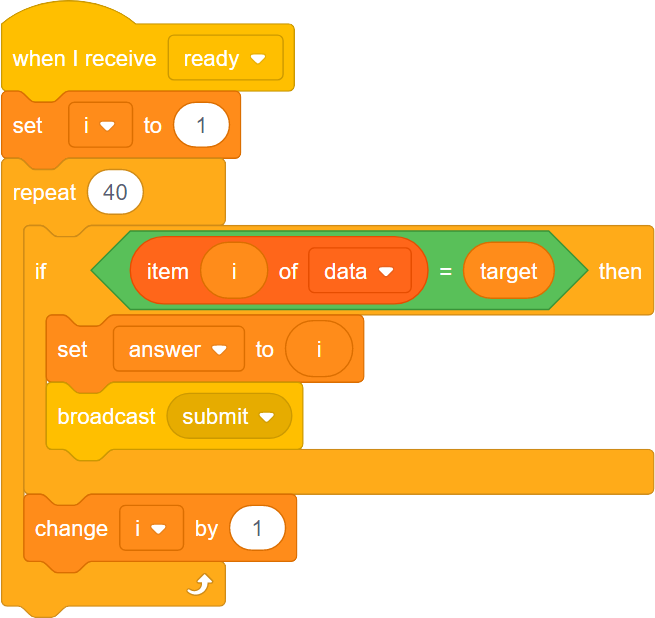 when I receive ready
set i to 1
repeat 40
if item i of data = target then
set answer to i
broadcast submit
change i by 1